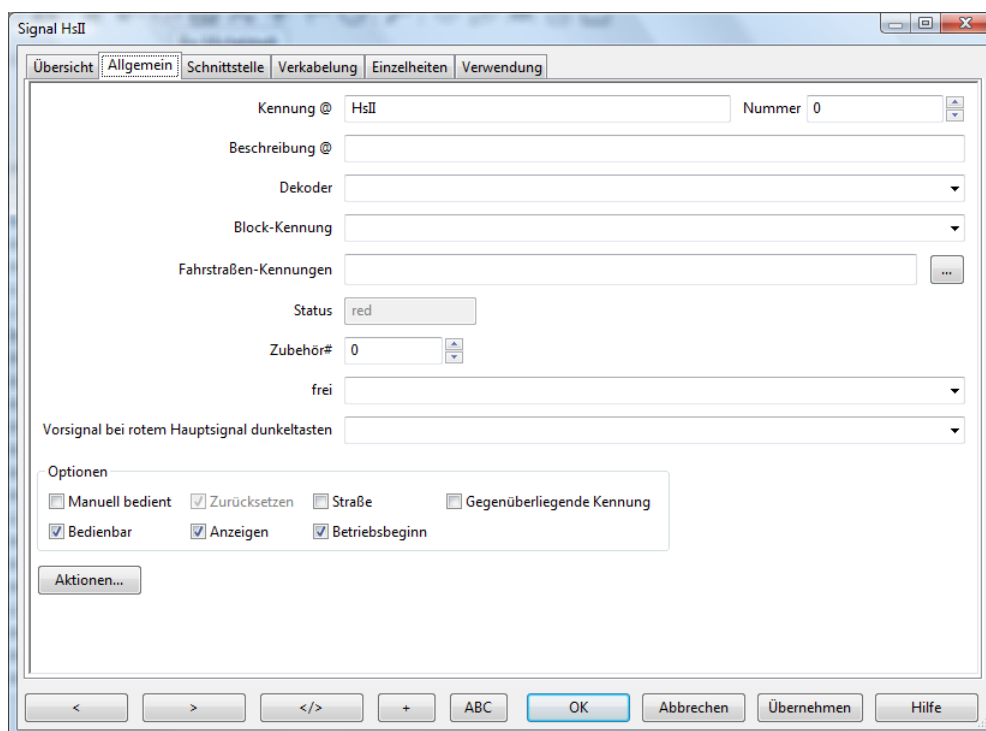 Signal HsII
Übersicht Allgemein Schnittstelle Verkabelung Einzelheiten Verwendung
Kennung @ HsII Nummer 0
Beschreibung @
Dekoder
Block-Kennung
Fahrstraßen-Kennungen ...
Status red
Zubehör# 0
frei
Vorsignal bei rotem Hauptsignal dunkeltasten
Optionen
Manuell bedient Zurücksetzen Straße Gegenüberliegende Kennung
Bedienbar Anzeigen Betriebsbeginn
Aktionen...
< > </> + ABC OK Abbrechen Übernehmen Hilfe